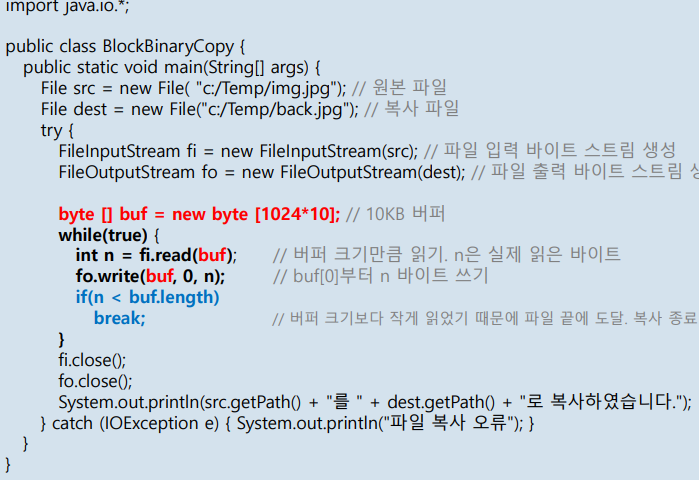 import java.io.*;
public class BlockBinaryCopy {
public static void main(String[] args) {
File src = new File( "c:/Temp/img.jpg"); // 원본 파일
File dest = new File("c:/Temp/back.jpg"); // 복사 파일
try {
FileInputStream fi = new FileInputStream(src); // 파일 입력 바이트 스트림 생성
FileOutputStream fo = new FileOutputStream(dest); // 파일 출력 바이트 스트림
byte [] buf = new byte [1024*10]; // 10KB 버퍼
while(true) {
int n = fi.read(buf); // 버퍼 크기만큼 읽기. n은 실제 읽은 바이트
fo.write(buf, 0, n); // buf[0]부터 n 바이트 쓰기
if(n < buf.length)
break; // 버퍼 크기보다 작게 읽었기 때문에 파일 끝에 도달. 복사 종료
}
fi.close();
fo.close();
System.out.println(src.getPath() + "를 " + dest.getPath() + "로 복사하였습니다.");
} catch (IOException e) { System.out.println("파일 복사 오류"); }
}
}